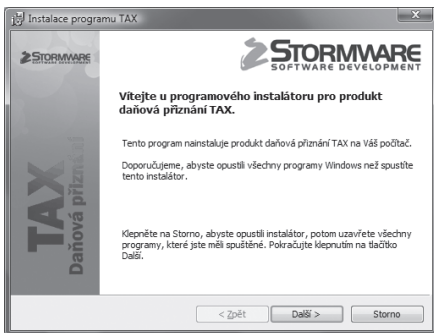 Instalace programu TAX
STORMWARE
SOFTWARE DEVELOPMENT
STORMWARE
SOFTWARE DEVELOPMENT
Vítejte u programového instalátoru pro produkt
daňová přiznání TAX.
Tento program nainstaluje produkt daňová přiznání TAX na Váš počítač.
Doporučujeme, abyste opustili všechny programy Windows než spustíte
tento instalátor.
Klepněte na Storno, abyste opustili instalátor, potom uzavřete všechny
programy, které jste měli spuštěné. Pokračujte klepnutím na tlačítko
Další.
TAX
Daňová přiznání
< Zpět
Další >
Storno